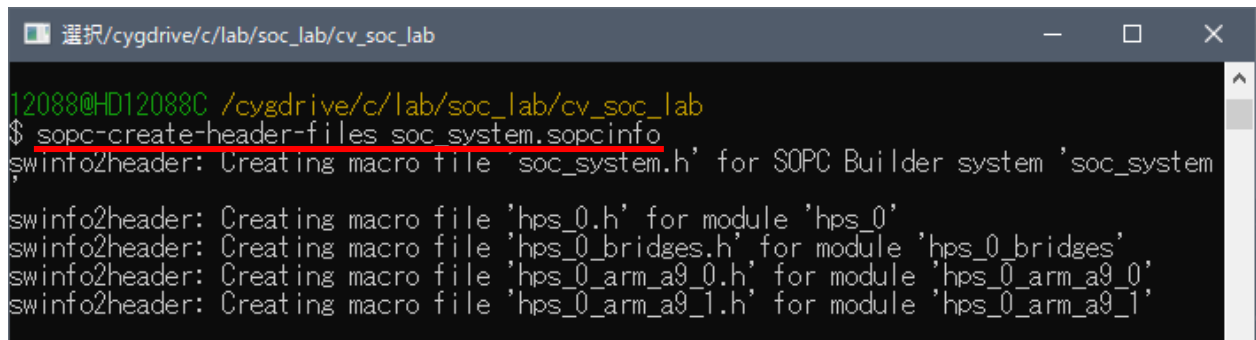 選択/cygdrive/c/lab/soc_lab/cv_soc_lab
12088@HD12088C /cygdrive/c/lab/soc_lab/cv_soc_lab
$ sopc-create-header-files soc_system.sopcinfo
swinfo2header: Creating macro file 'soc_system.h' for SOPC Builder system 'soc_system
'
swinfo2header: Creating macro file 'hps_0.h' for module 'hps_0'
swinfo2header: Creating macro file 'hps_0_bridges.h' for module 'hps_0_bridges'
swinfo2header: Creating macro file 'hps_0_arm_a9_0.h' for module 'hps_0_arm_a9_0'
swinfo2header: Creating macro file 'hps_0_arm_a9_1.h' for module 'hps_0_arm_a9_1'